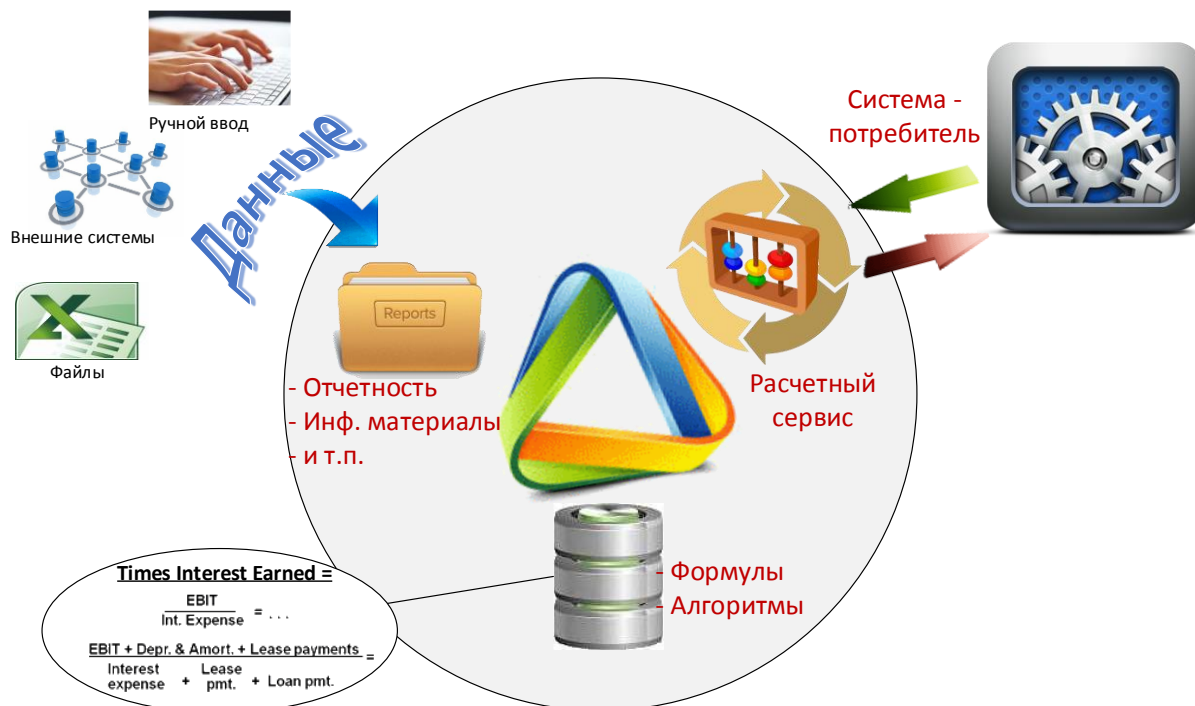 Ручной ввод
Внешние системы
Файлы
Данные
Reports
- Отчетность
- Инф. материалы
- и т.п.
Система -
потребитель
Расчетный
сервис
- Формулы
- Алгоритмы
Times Interest Earned =
EBIT
Int. Expense
= . . .
EBIT + Depr. & Amort. + Lease payments
=
Interest
expense
+
Lease
pmt.
+ Loan pmt.